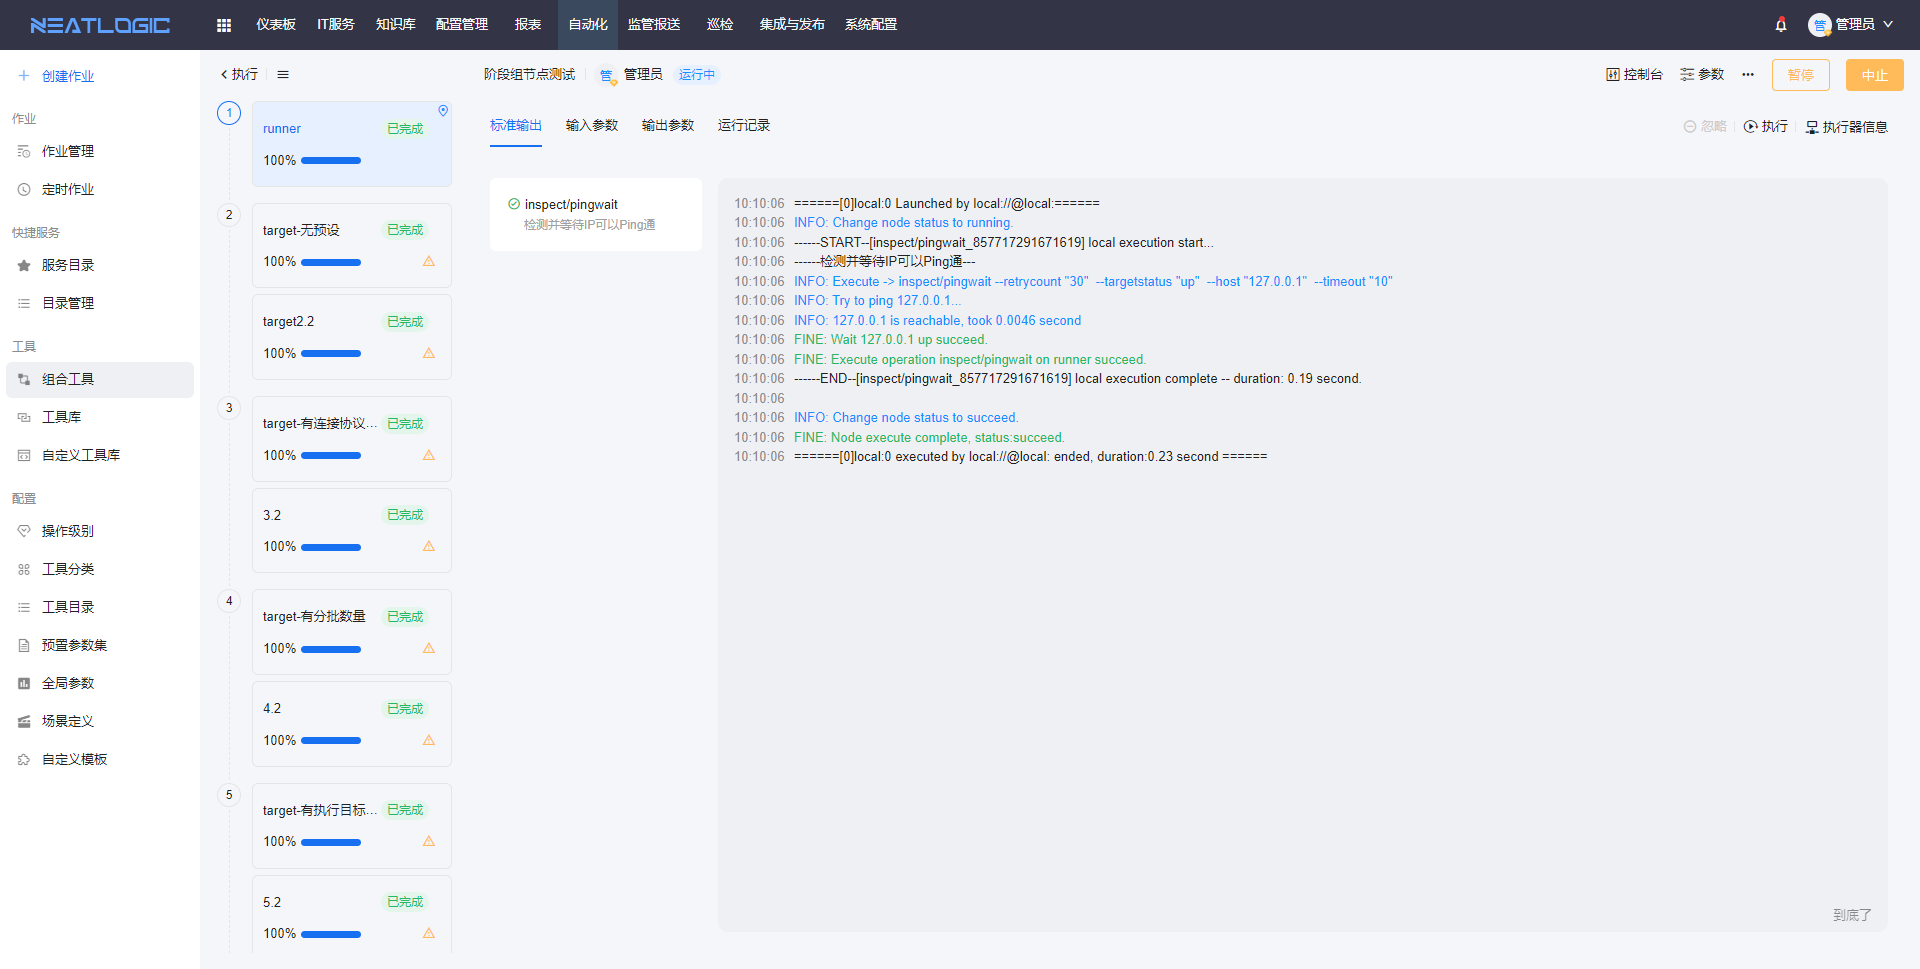 NEATLOGIC
仪表板 IT服务 知识库 配置管理 报表 自动化 监管报送 巡检 集成与发布 系统配置
管 管理员
创建作业
作业
作业管理
定时作业
快捷服务
服务目录
目录管理
工具
组合工具
工具库
自定义工具库
配置
操作级别
工具分类
工具目录
预置参数集
全局参数
场景定义
自定义模板
执行
阶段组节点测试 管 管理员 运行中
控制台 参数 暂停 中止
1
runner 已完成
100%
2
target-无预设 已完成
100%
target2.2 已完成
100%
3
target-有连接协议... 已完成
100%
3.2 已完成
100%
4
target-有分批数量 已完成
100%
4.2 已完成
100%
5
target-有执行目标... 已完成
100%
5.2 已完成
100%
标准输出 输入参数 输出参数 运行记录
忽略 执行 执行器信息
inspect/pingwait
检测并等待IP可以Ping通
10:10:06 ======[0]local:0 Launched by local://@local:======
10:10:06 INFO: Change node status to running.
10:10:06 ------START--[inspect/pingwait_857717291671619] local execution start...
10:10:06 ------检测并等待IP可以Ping通---
10:10:06 INFO: Execute -> inspect/pingwait --retrycount "30"  --targetstatus "up"  --host "127.0.0.1"  --timeout "10"
10:10:06 INFO: Try to ping 127.0.0.1...
10:10:06 INFO: 127.0.0.1 is reachable, took 0.0046 second
10:10:06 FINE: Wait 127.0.0.1 up succeed.
10:10:06 FINE: Execute operation inspect/pingwait on runner succeed.
10:10:06 ------END--[inspect/pingwait_857717291671619] local execution complete -- duration: 0.19 second.
10:10:06
10:10:06 INFO: Change node status to succeed.
10:10:06 FINE: Node execute complete, status:succeed.
10:10:06 ======[0]local:0 executed by local://@local: ended, duration:0.23 second ======
到底了